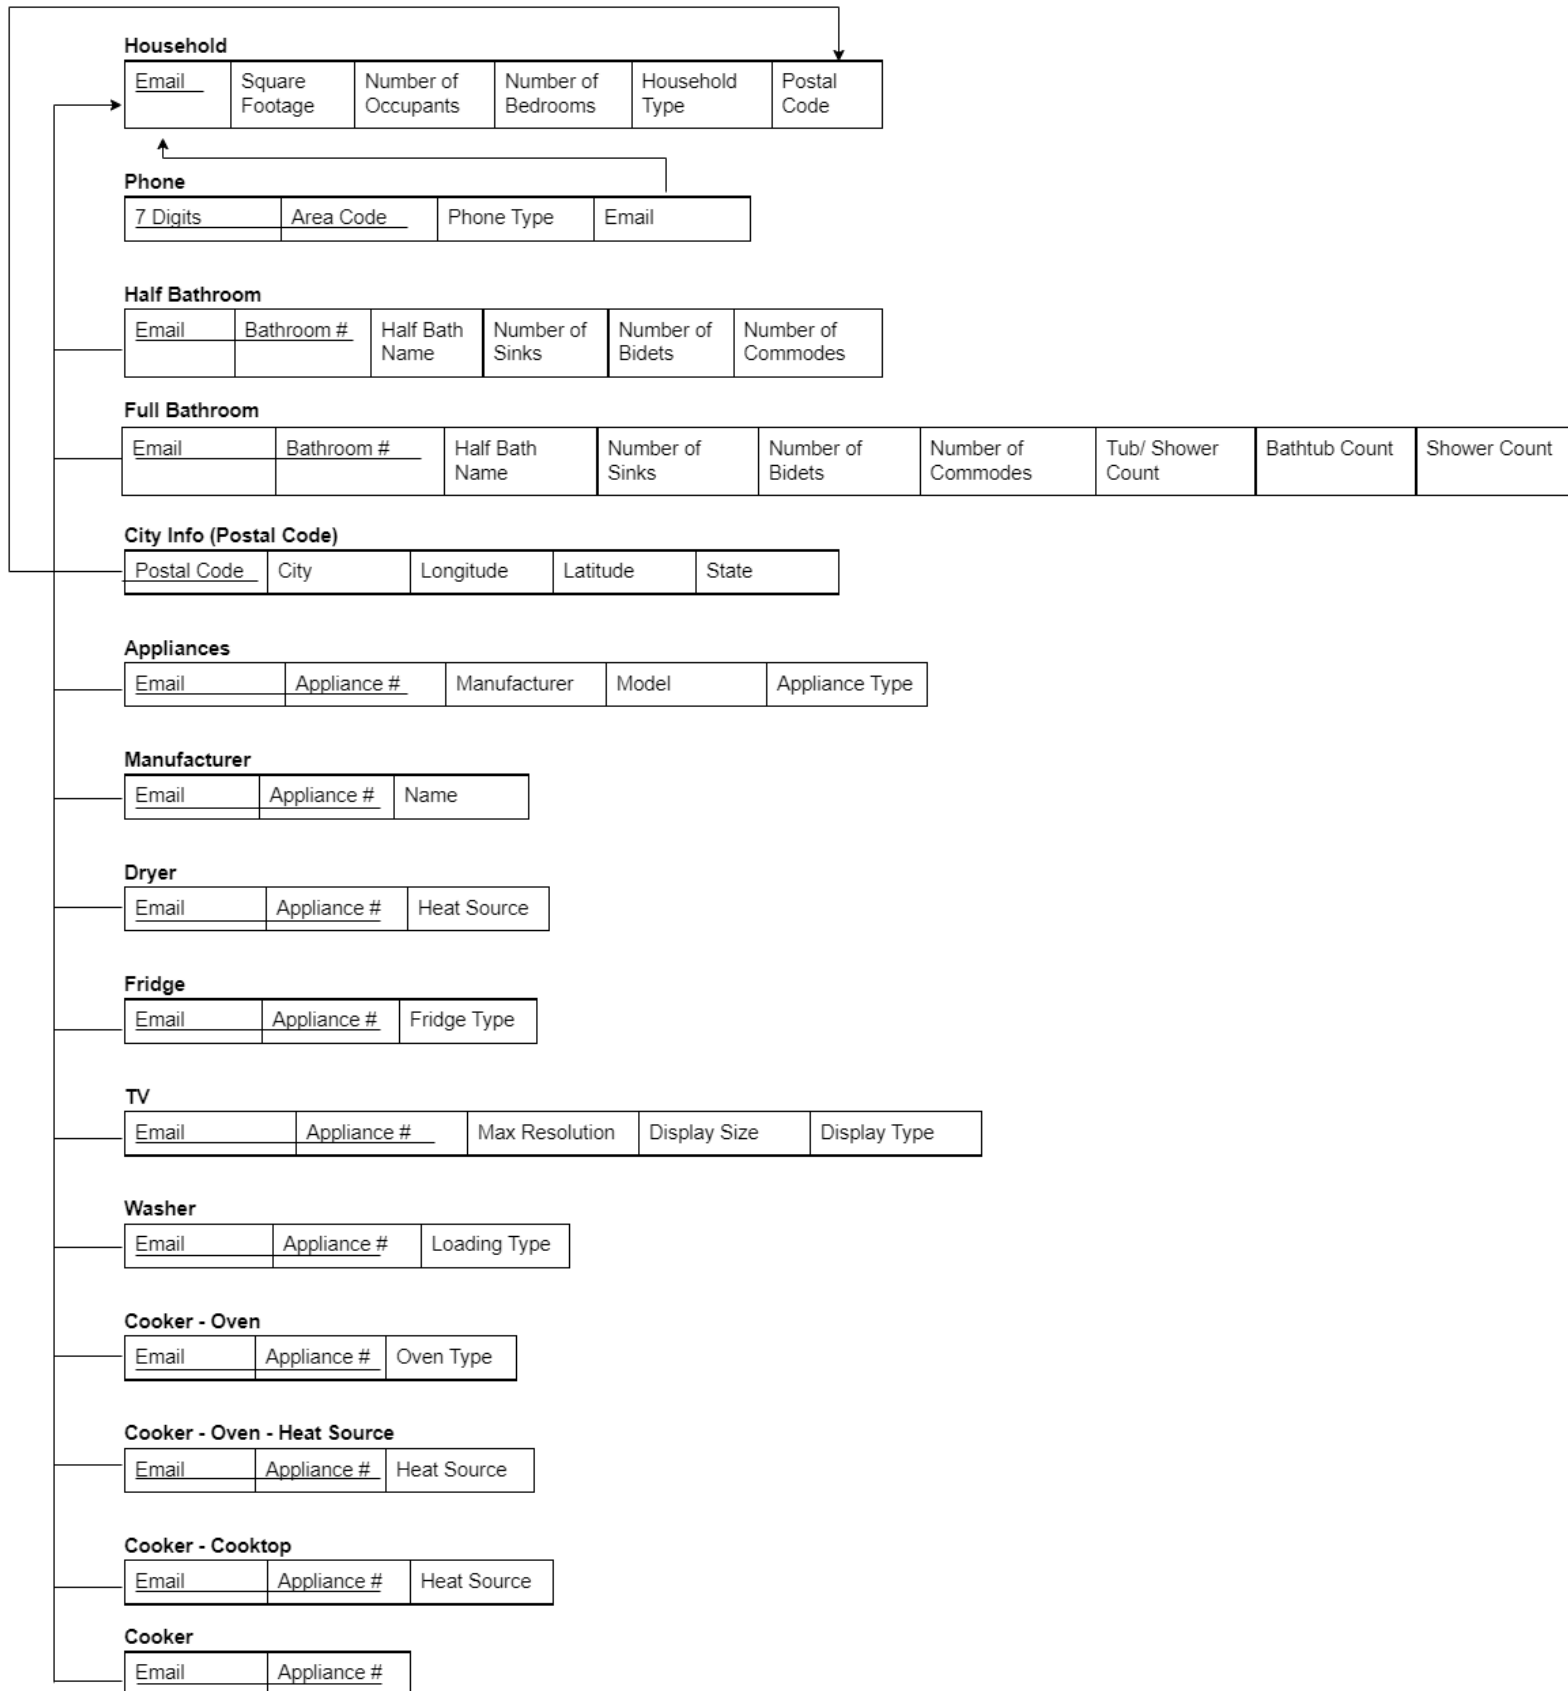 Household
Email Square Number of Number of Household Postal
Footage Occupants Bedrooms Type Code
Phone
7 Digits Area Code Phone Type Email
Half Bathroom
Email Bathroom # Half Bath Number of Number of Number of
Name Sinks Bidets Commodes
Full Bathroom
Email Bathroom # Half Bath Number of Number of Number of Tub/ Shower Bathtub Count Shower Count
Name Sinks Bidets Commodes Count
City Info (Postal Code)
Postal Code City Longitude Latitude State
Appliances
Email Appliance # Manufacturer Model Appliance Type
Manufacturer
Email Appliance # Name
Dryer
Email Appliance # Heat Source
Fridge
Email Appliance # Fridge Type
TV
Email Appliance # Max Resolution Display Size Display Type
Washer
Email Appliance # Loading Type
Cooker - Oven
Email Appliance # Oven Type
Cooker - Oven - Heat Source
Email Appliance # Heat Source
Cooker - Cooktop
Email Appliance # Heat Source
Cooker
Email Appliance #